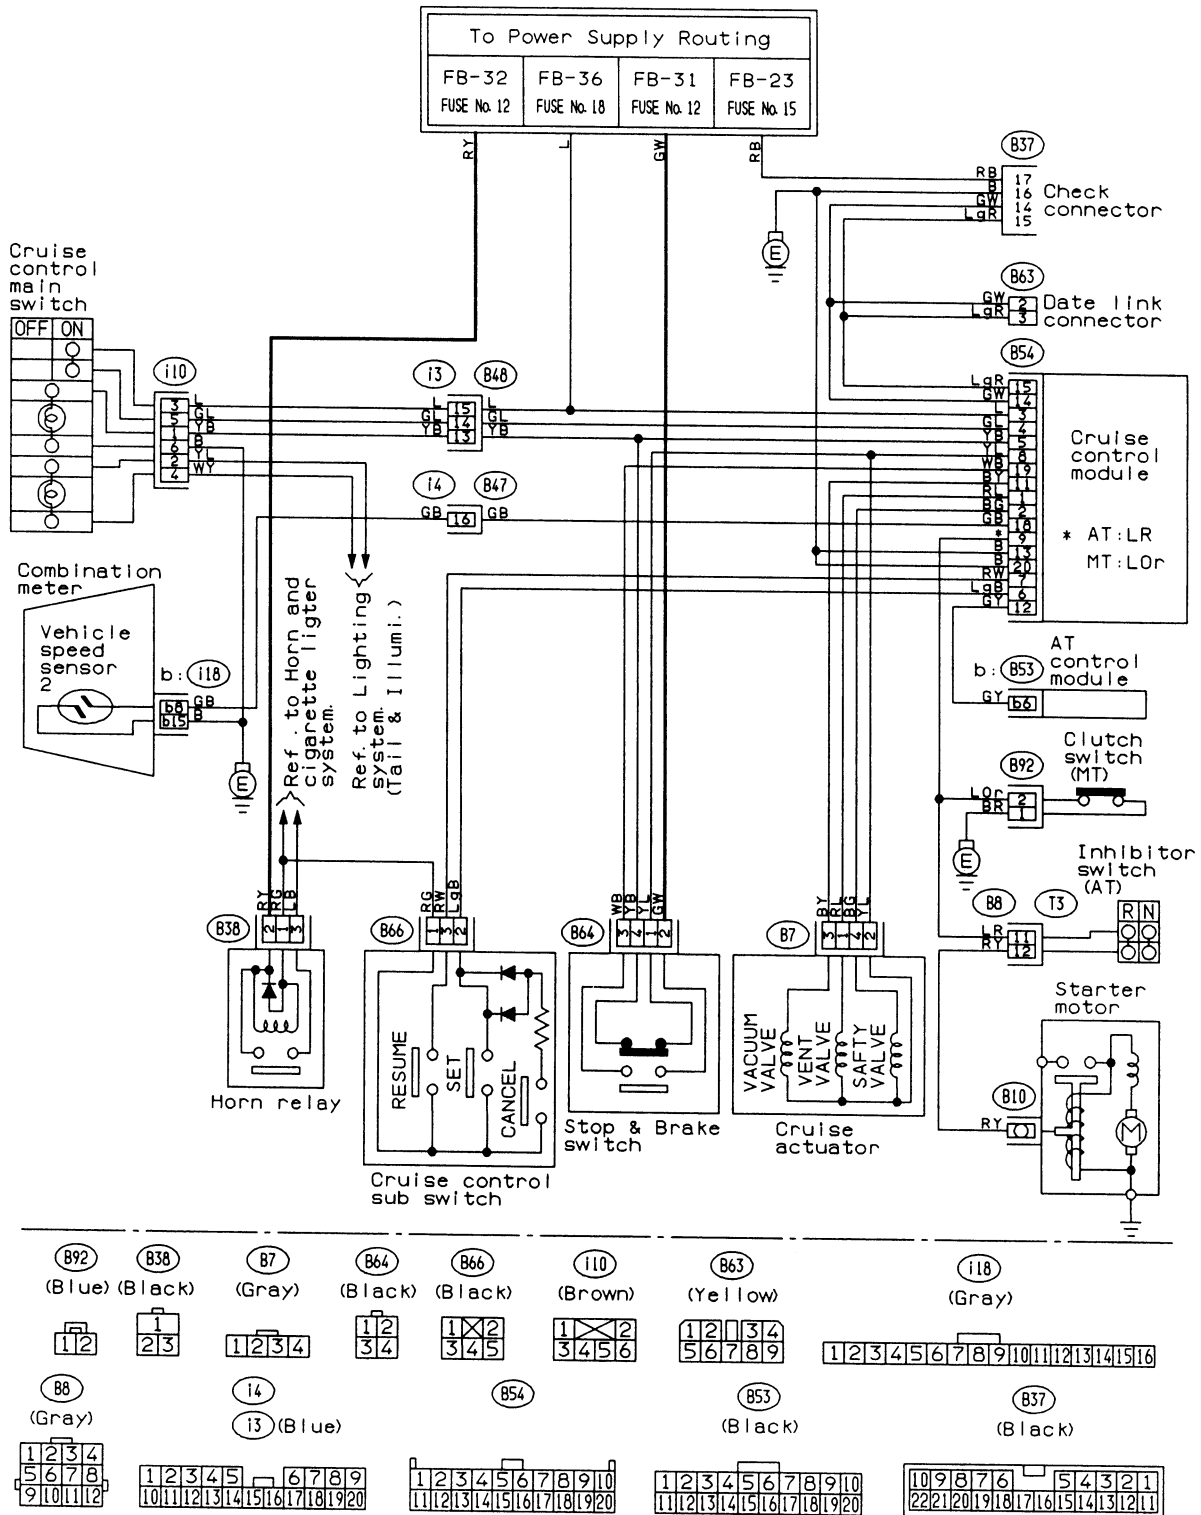 To Power Supply Routing
FB-32
FB-36
FB-31
FB-23
FUSE No. 12
FUSE No. 18
FUSE No. 12
FUSE No. 15
RY
L
GW
RB
B37
RB
B
GW
LgR
17
16
14
15
Check
connector
E
B63
GW
LgR
2
3
Date link
connector
Cruise
control
main
switch
OFF
ON
i10
L
GL
YB
B
YL
WY
3
5
1
6
2
4
i3
B48
L
GL
YB
15
14
13
L
GL
YB
i4
B47
GB
16
GB
B54
LgR
GW
L
GL
YB
YL
WB
BY
RL
BG
GB
*
B
B
RW
LgB
GY
15
14
3
4
5
8
19
11
1
2
18
9
13
20
7
6
12
Cruise
control
module
* AT:LR
MT:LOr
Combination
meter
Vehicle
speed
sensor
2
b: i18
b8
b15
GB
B
E
Ref. to Horn and
cigarette ligter
system.
Ref. to Lighting
system.
(Tail & Illumi.)
b: B53
AT
control
module
GY
b6
B92
Clutch
switch
(MT)
LOr
BR
2
1
E
Inhibitor
switch
(AT)
B8
T3
R N
LR
RY
11
12
B38
RY
RG
LB
2
1
3
Horn relay
B66
RG
RW
LgB
1
3
2
RESUME
SET
CANCEL
Cruise control
sub switch
B64
WB
YB
YL
GW
3
4
1
2
Stop & Brake
switch
B7
BY
RL
BG
YL
3
1
4
2
VACUUM
VALVE
VENT
VALVE
SAFTY
VALVE
Cruise
actuator
Starter
motor
B10
RY
M
B92
(Blue)
1 2
B38
(Black)
1
2 3
B7
(Gray)
1 2 3 4
B64
(Black)
1 2
3 4
B66
(Black)
1 2
3 4 5
i10
(Brown)
1 2
3 4 5 6
B63
(Yellow)
1 2 3 4
5 6 7 8 9
i18
(Gray)
1 2 3 4 5 6 7 8 9 10 11 12 13 14 15 16
B8
(Gray)
1 2 3 4
5 6 7 8
9 10 11 12
i4
i3 (Blue)
1 2 3 4 5 6 7 8 9
10 11 12 13 14 15 16 17 18 19 20
B54
1 2 3 4 5 6 7 8 9 10
11 12 13 14 15 16 17 18 19 20
B53
(Black)
1 2 3 4 5 6 7 8 9 10
11 12 13 14 15 16 17 18 19 20
B37
(Black)
10 9 8 7 6 5 4 3 2 1
22 21 20 19 18 17 16 15 14 13 12 11